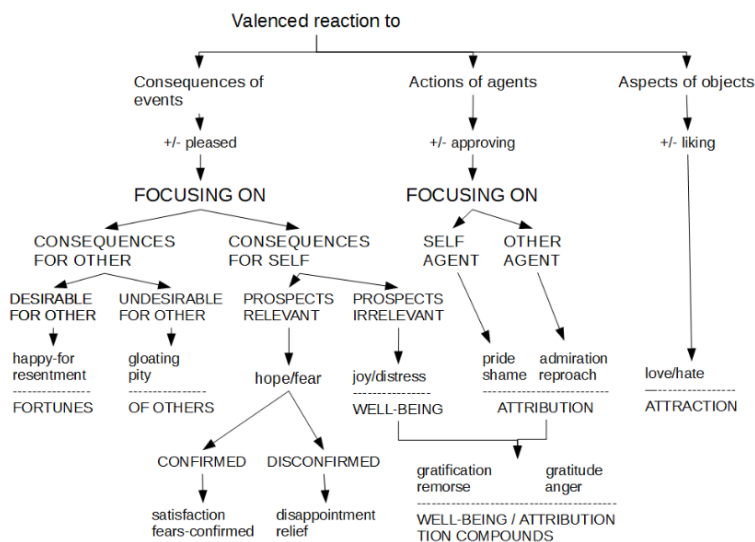 Valenced reaction to
Consequences of
events
Actions of agents
Aspects of objects
+/- pleased
+/- approving
+/- liking
FOCUSING ON
FOCUSING ON
CONSEQUENCES
FOR OTHER
CONSEQUENCES
FOR SELF
SELF
AGENT
OTHER
AGENT
DESIRABLE
FOR OTHER
UNDESIRABLE
FOR OTHER
PROSPECTS
RELEVANT
PROSPECTS
IRRELEVANT
happy-for
resentment
gloating
pity
hope/fear
joy/distress
pride
shame
admiration
reproach
love/hate
FORTUNES
OF OTHERS
WELL-BEING
ATTRIBUTION
ATTRACTION
CONFIRMED
DISCONFIRMED
gratification
remorse
gratitude
anger
satisfaction
fears-confirmed
disappointment
relief
WELL-BEING / ATTRIBUTION
TION COMPOUNDS